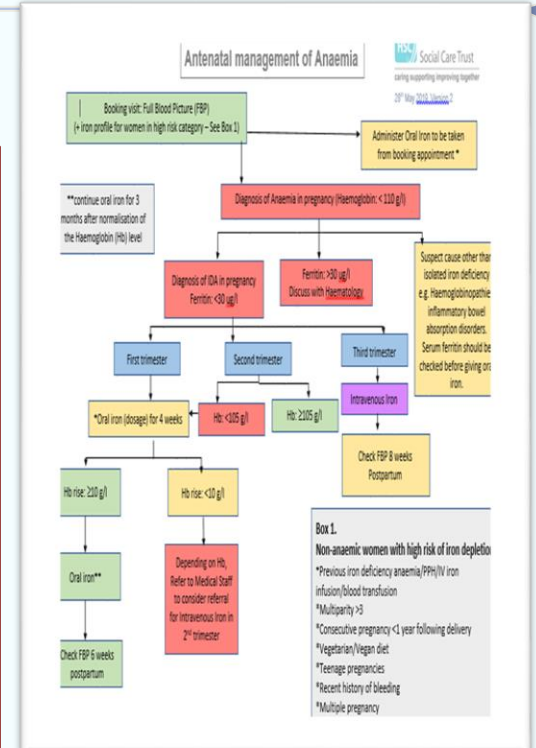 Antenatal management of Anaemia
HSC Social Care Trust
caring supporting improving together
28th May 2019. Version 2
Booking visit: Full Blood Picture (FBP)
(+ iron profile for women in high risk category – See Box 1)
Administer Oral Iron to be taken
from booking appointment *
**continue oral iron for 3
months after normalisation of
the Haemoglobin (Hb) level
Diagnosis of Anaemia in pregnancy (Haemoglobin: < 110 g/l)
Diagnosis of IDA in pregnancy
Ferritin: <30 ug/l
Ferritin: >30 ug/l
Discuss with Haematology
Suspect cause other than
isolated iron deficiency
e.g. Haemoglobinopathie
inflammatory bowel
absorption disorders.
Serum ferritin should be
checked before giving ora
iron.
First trimester
Second trimester
Third trimester
*Oral iron (dosage) for 4 weeks
Hb: <105 g/l
Hb: ≥105 g/l
Intravenous Iron
Check FBP 8 weeks
Postpartum
Hb rise: ≥10 g/l
Hb rise: <10 g/l
Oral iron**
Depending on Hb,
Refer to Medical Staff
to consider referral
for Intravenous Iron in
2nd trimester
Check FBP 6 weeks
postpartum
Box 1.
Non-anaemic women with high risk of iron depletion
*Previous iron deficiency anaemia/PPH/IV iron
infusion/blood transfusion
*Multiparity >3
*Consecutive pregnancy <1 year following delivery
*Vegetarian/Vegan diet
*Teenage pregnancies
*Recent history of bleeding
*Multiple pregnancy